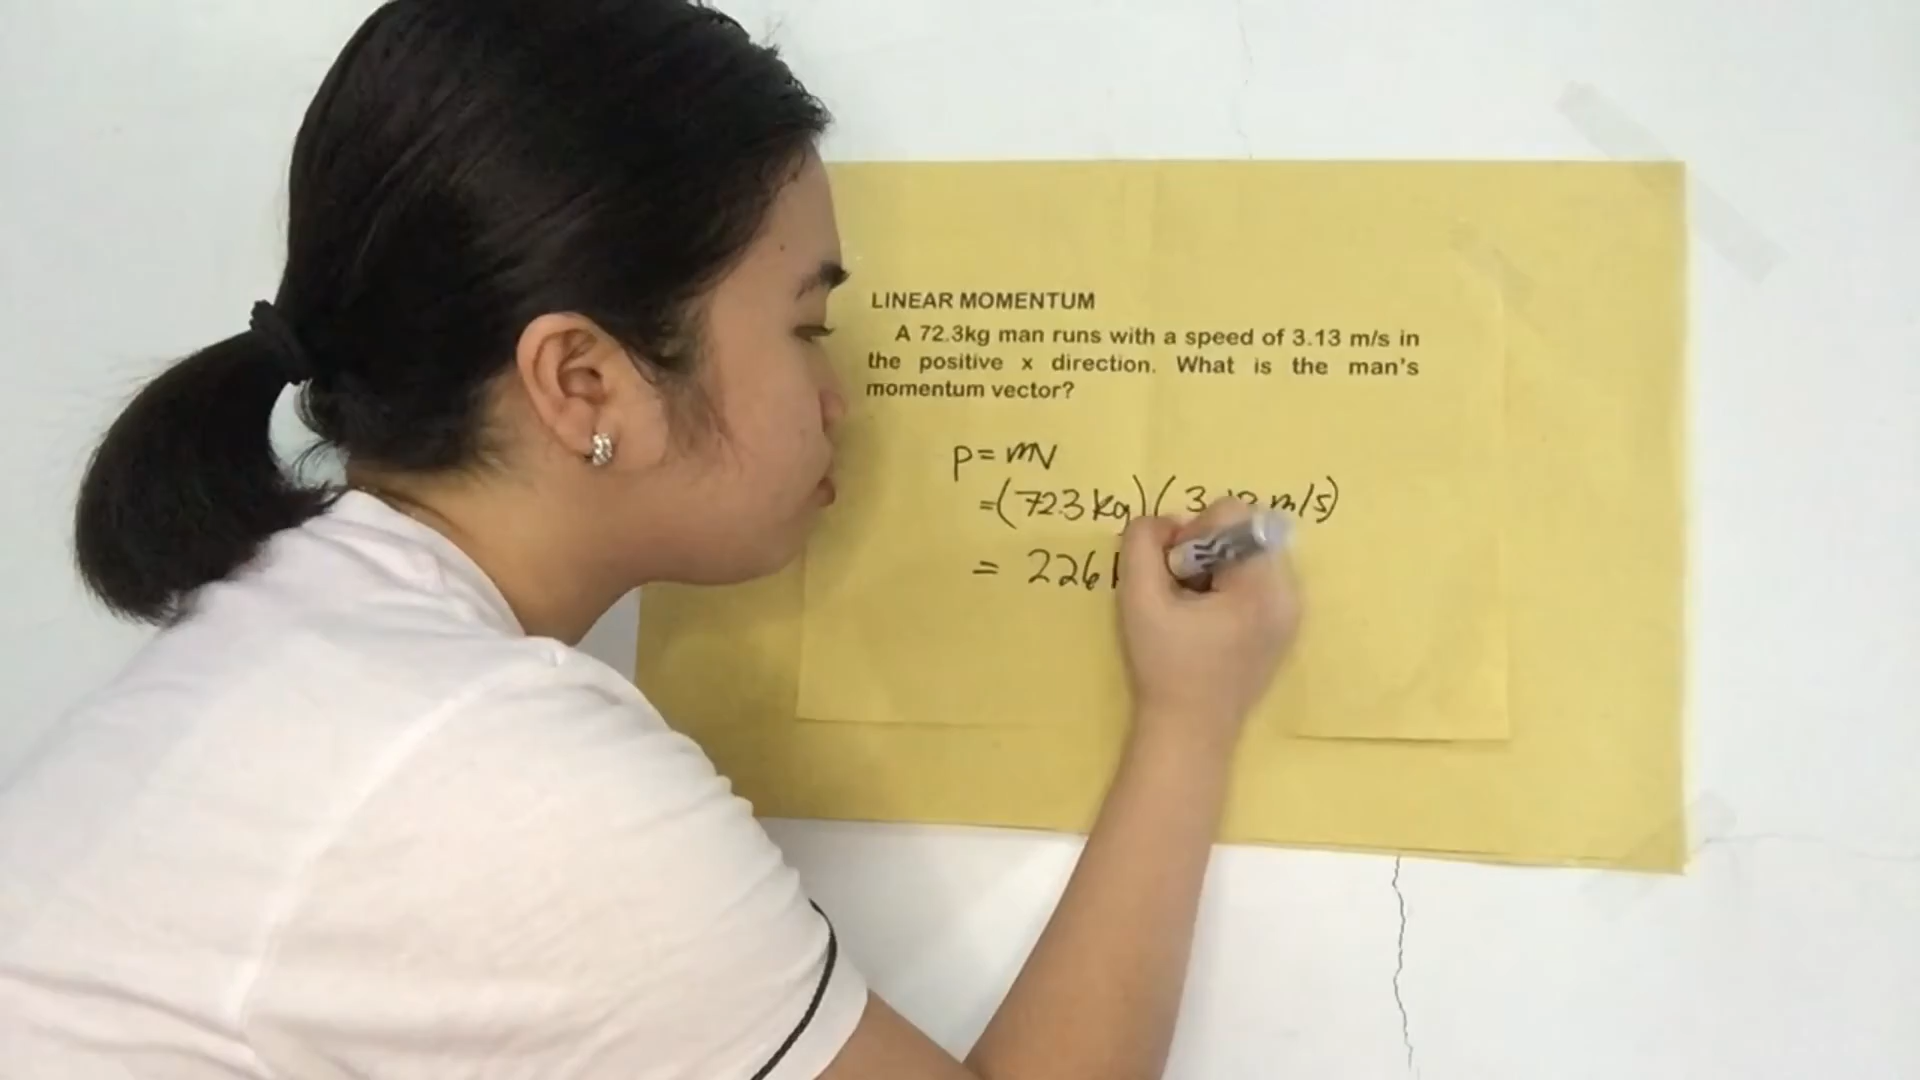 LINEAR MOMENTUM
A 72.3kg man runs with a speed of 3.13 m/s in
the positive x direction. What is the man's
momentum vector?
p = mv
=(72.3 kg)( 3 m/s)
= 226